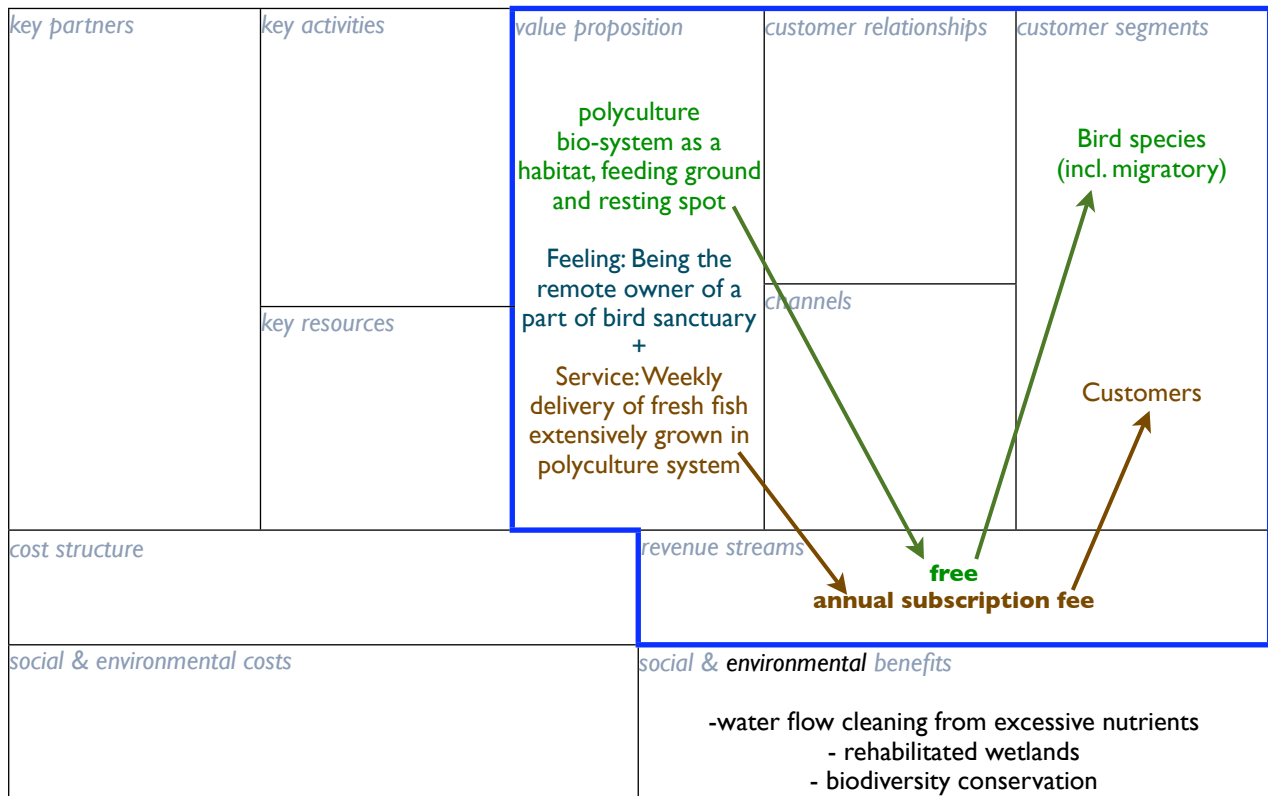 key partners
key activities
key resources
value proposition
polyculture
bio-system as a
habitat, feeding ground
and resting spot
Feeling: Being the
remote owner of a
part of bird sanctuary
+
Service: Weekly
delivery of fresh fish
extensively grown in
polyculture system
customer relationships
channels
customer segments
Bird species
(incl. migratory)
Customers
cost structure
revenue streams
free
annual subscription fee
social & environmental costs
social & environmental benefits
-water flow cleaning from excessive nutrients
- rehabilitated wetlands
- biodiversity conservation